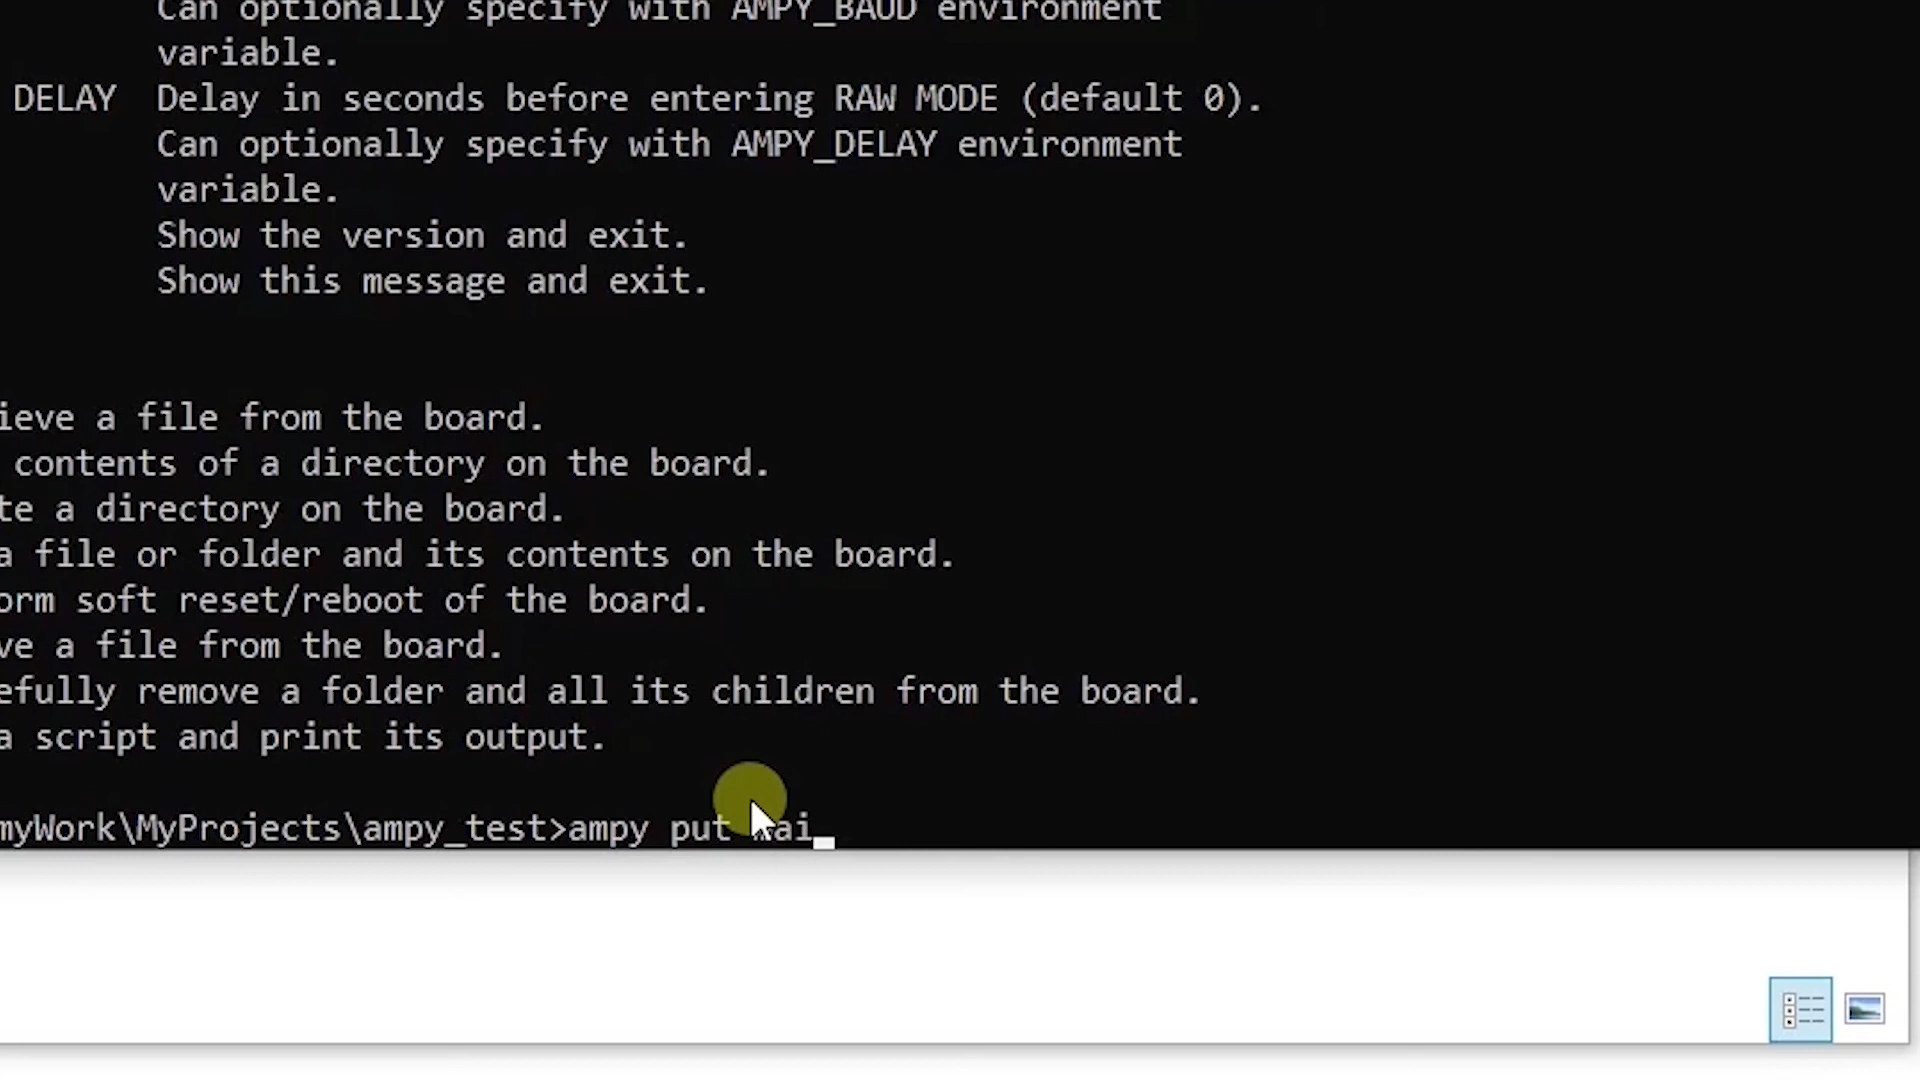 Can optionally specify with AMPY_BAUD environment
variable.
DELAY Delay in seconds before entering RAW MODE (default 0).
Can optionally specify with AMPY_DELAY environment
variable.
Show the version and exit.
Show this message and exit.
ieve a file from the board.
contents of a directory on the board.
te a directory on the board.
a file or folder and its contents on the board.
orm soft reset/reboot of the board.
ve a file from the board.
efully remove a folder and all its children from the board.
a script and print its output.
myWork\MyProjects\ampy_test>ampy put mai_